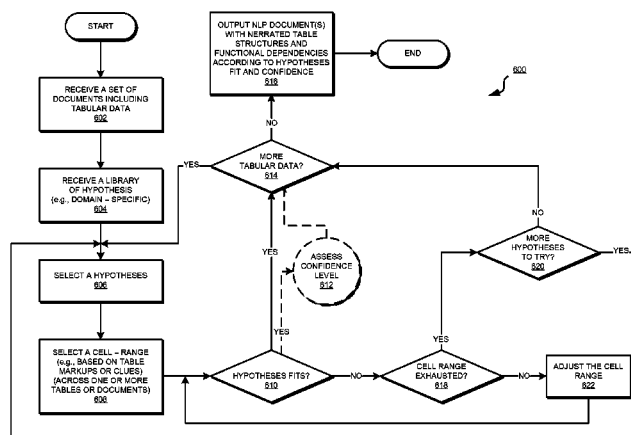 START
RECEIVE A SET OF
DOCUMENTS INCLUDING
TABULAR DATA
602
RECEIVE A LIBRARY
OF HYPOTHESIS
(e.g., DOMAIN – SPECIFIC)
604
SELECT A HYPOTHESES
606
SELECT A CELL – RANGE
(e.g., BASED ON TABLE
MARKUPS OR CLUES)
(ACROSS ONE OR MORE
TABLES OR DOCUMENTS)
608
HYPOTHESES FITS?
610
YES
YES
NO
ASSESS
CONFIDENCE
LEVEL
612
MORE
TABULAR DATA?
614
YES
NO
OUTPUT NLP DOCUMENT(S)
WITH NERRATED TABLE
STRUCTURES AND
FUNCTIONAL DEPENDENCIES
ACCORDING TO HYPOTHESES
FIT AND CONFIDENCE
616
END
600
CELL RANGE
EXHAUSTED?
618
YES
NO
MORE
HYPOTHESES
TO TRY?
620
NO
YES
ADJUST THE CELL
RANGE
622